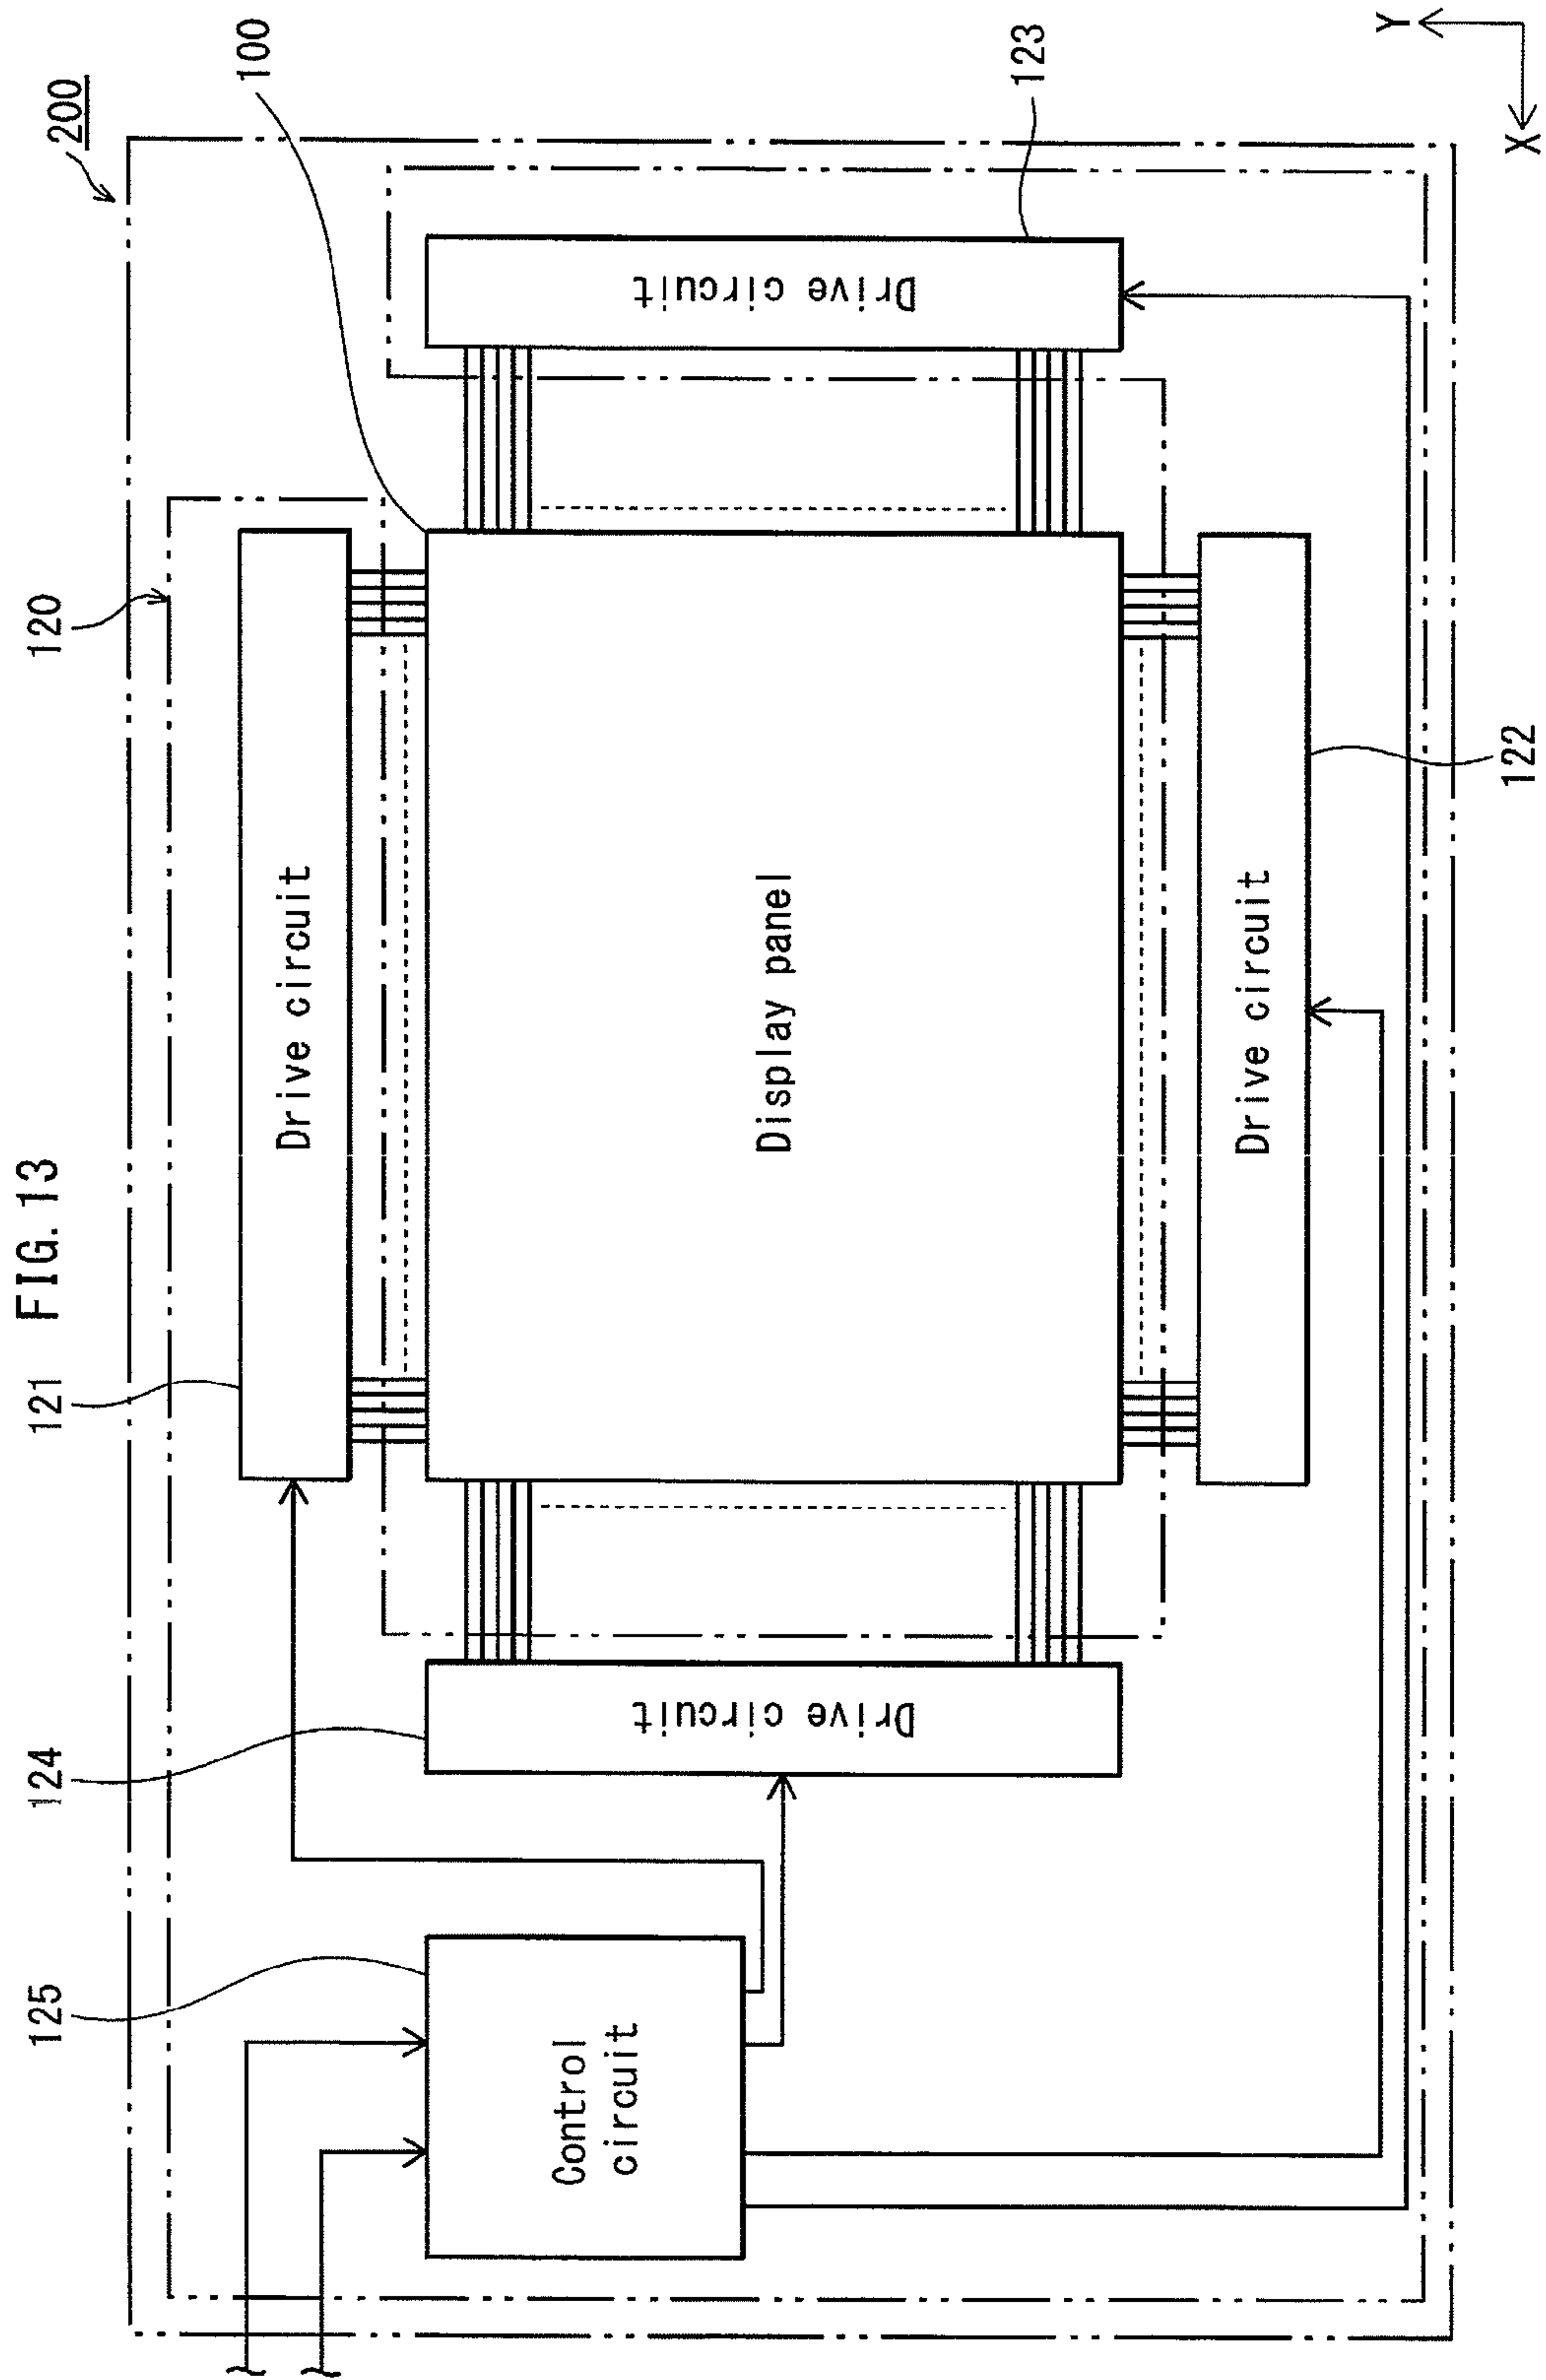 FIG. 13
200
100
120
121
Drive circuit
123
Drive circuit
Display panel
124
Drive circuit
122
Drive circuit
125
Control
circuit
Y
X